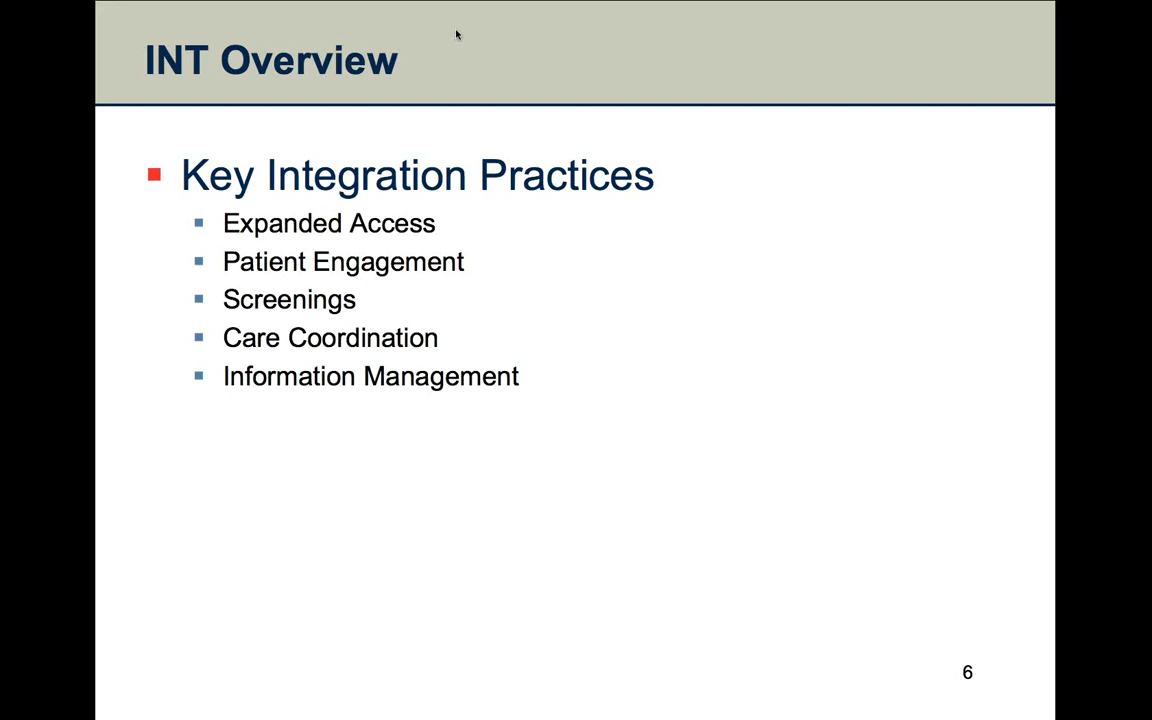 INT Overview
Key Integration Practices
Expanded Access
Patient Engagement
Screenings
Care Coordination
Information Management
6